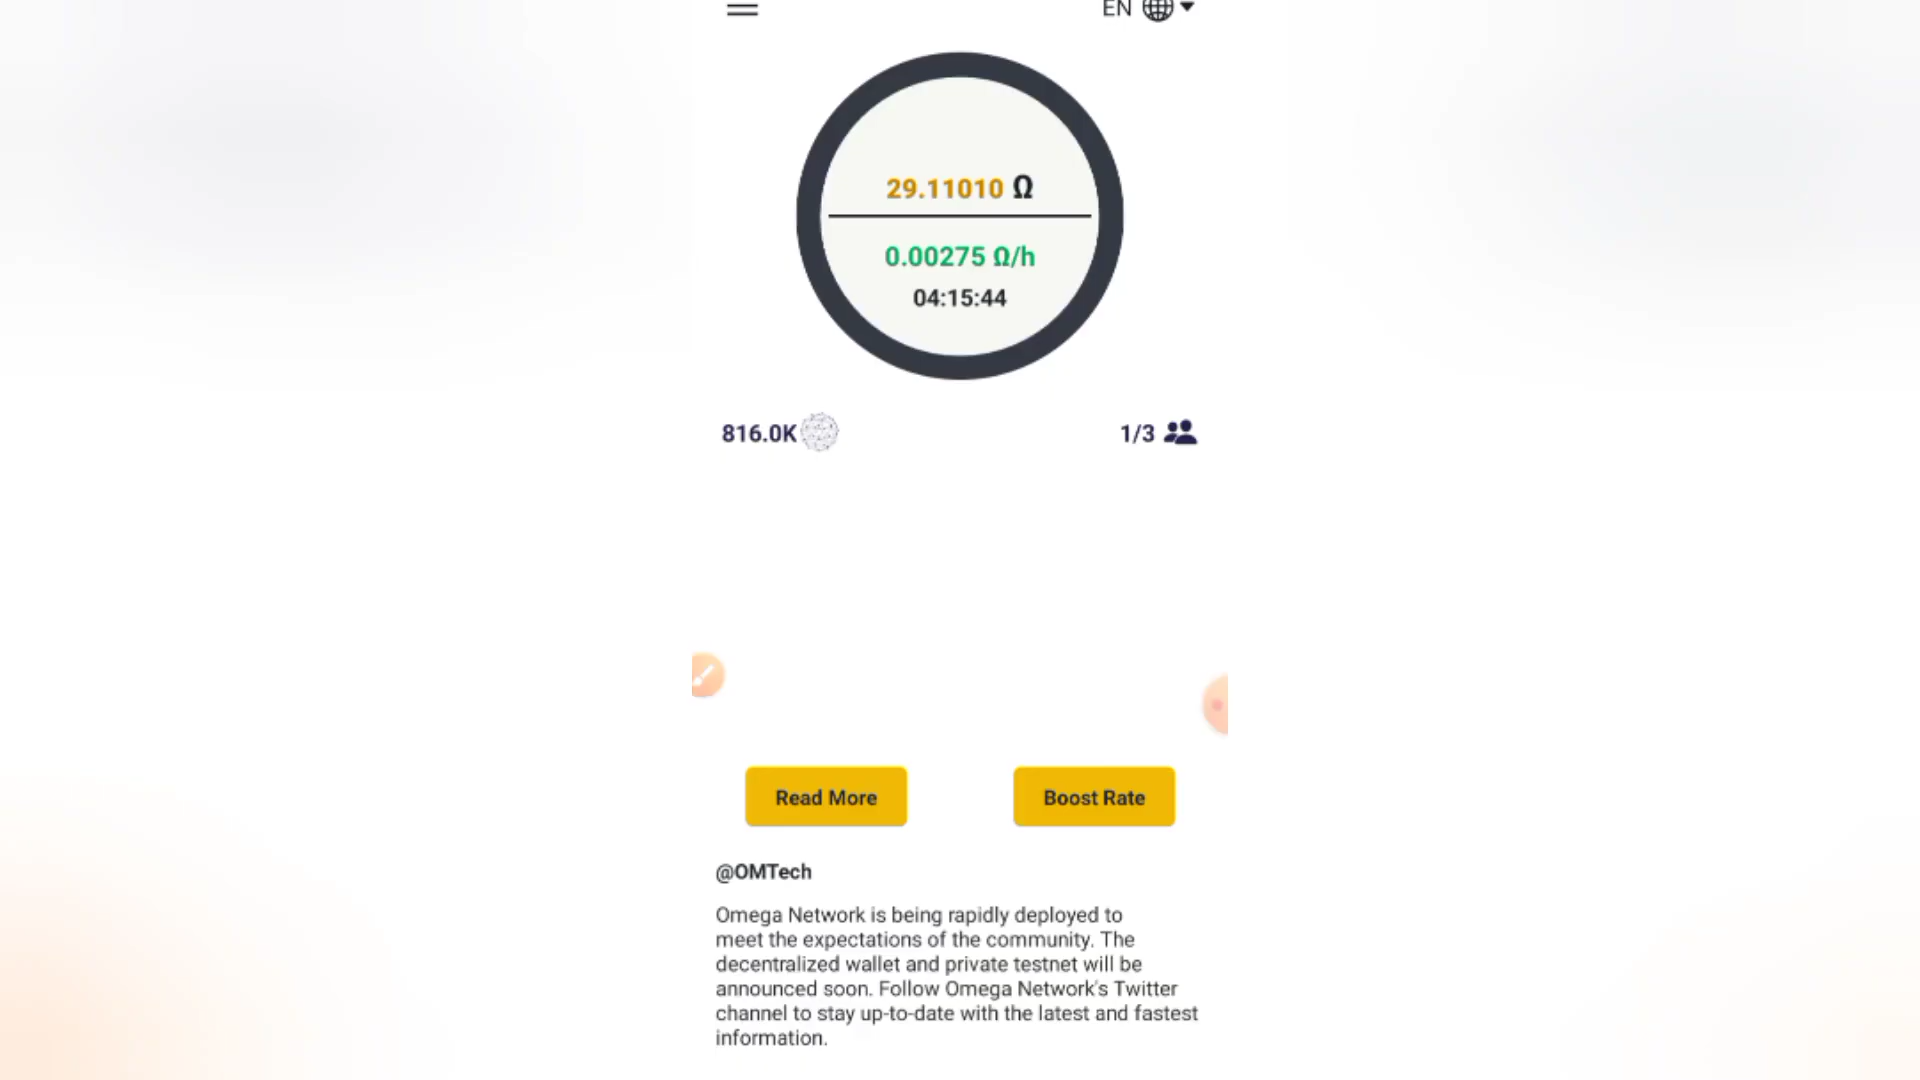 EN
29.11010 Ω
0.00275 Ω/h
04:15:44
816.0K
1/3
Read More
Boost Rate
@OMTech
Omega Network is being rapidly deployed to
meet the expectations of the community. The
decentralized wallet and private testnet will be
announced soon. Follow Omega Network's Twitter
channel to stay up-to-date with the latest and fastest
information.